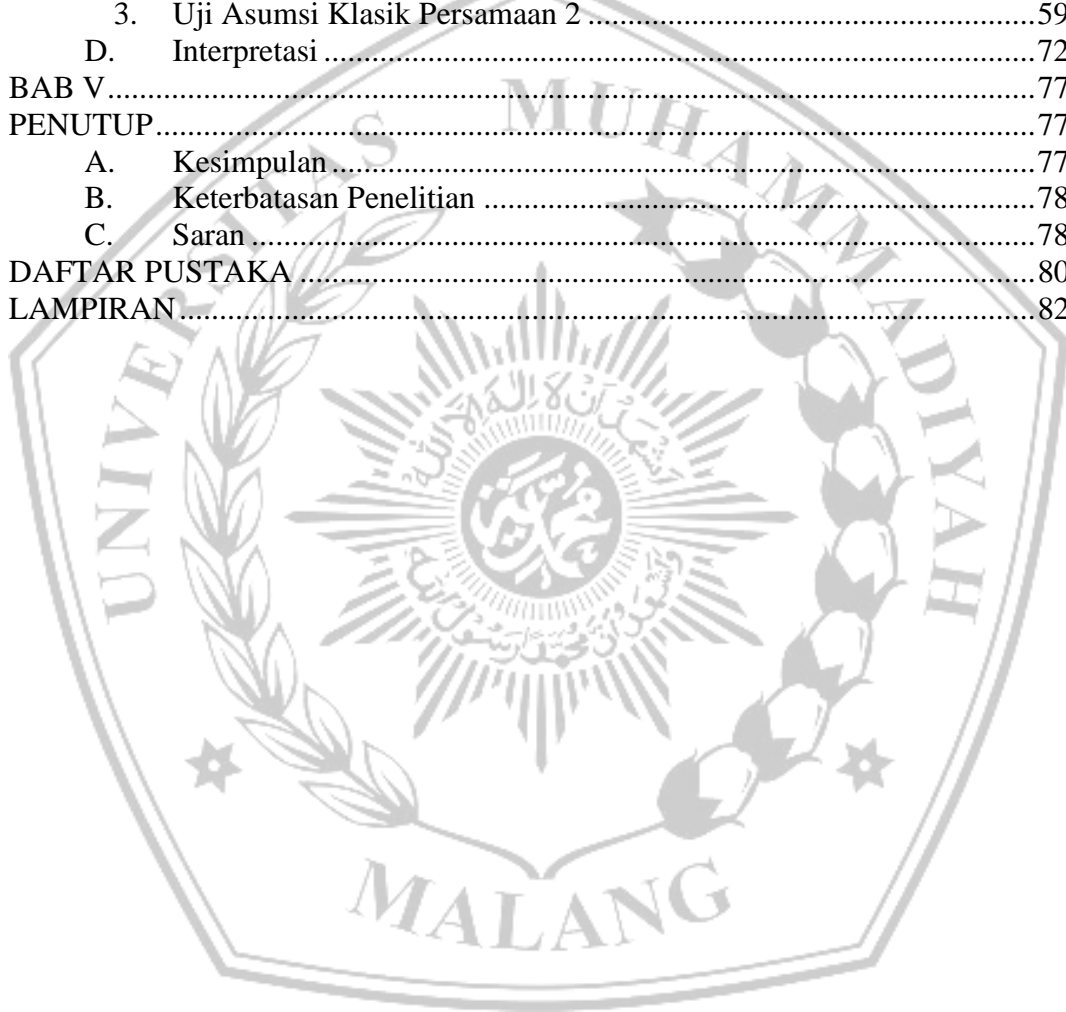 3. Uji Asumsi Klasik Persamaan 2 ........................................................................59
D. Interpretasi ..............................................................................................................72
BAB V..............................................................................................................................77
PENUTUP........................................................................................................................77
A. Kesimpulan .............................................................................................................77
B. Keterbatasan Penelitian .........................................................................................78
C. Saran ........................................................................................................................78
DAFTAR PUSTAKA .....................................................................................................80
LAMPIRAN....................................................................................................................82
UNIVERSITAS MUHAMMADIYAH
MALANG